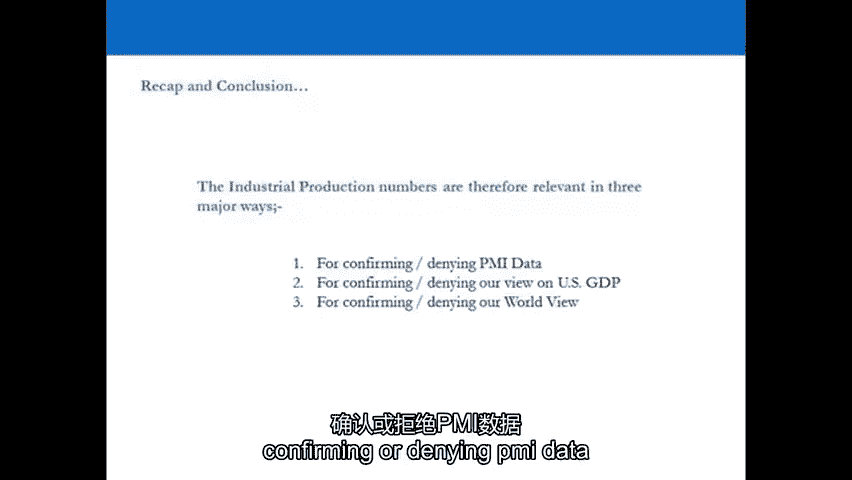 Recap and Conclusion…
The Industrial Production numbers are therefore relevant in three
major ways;-
1. For confirming / denying PMI Data
2. For confirming / denying our view on U.S. GDP
3. For confirming / denying our World View
确认或拒绝PMI数据
confirming or denying pmi data